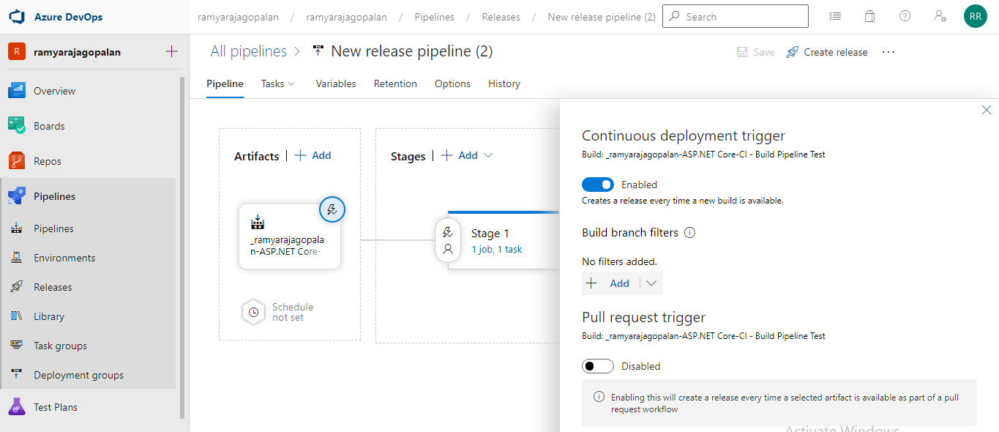 Azure DevOps
ramyarajagopalan / ramyarajagopalan / Pipelines / Releases / New release pipeline (2)
Search
RR
R ramyarajagopalan
All pipelines > New release pipeline (2)
Save
Create release
Overview
Boards
Repos
Pipelines
Pipelines
Environments
Releases
Library
Task groups
Deployment groups
Test Plans
Pipeline Tasks Variables Retention Options History
Artifacts | + Add
_ramyarajagopala
n-ASP.NET Core-
Schedule
not set
Stages | + Add
Stage 1
1 job, 1 task
Continuous deployment trigger
Build: _ramyarajagopalan-ASP.NET Core-CI - Build Pipeline Test
Enabled
Creates a release every time a new build is available.
Build branch filters
No filters added.
+ Add
Pull request trigger
Build: _ramyarajagopalan-ASP.NET Core-CI - Build Pipeline Test
Disabled
Enabling this will create a release every time a selected artifact is available as part of a pull
request workflow
Activate Windows